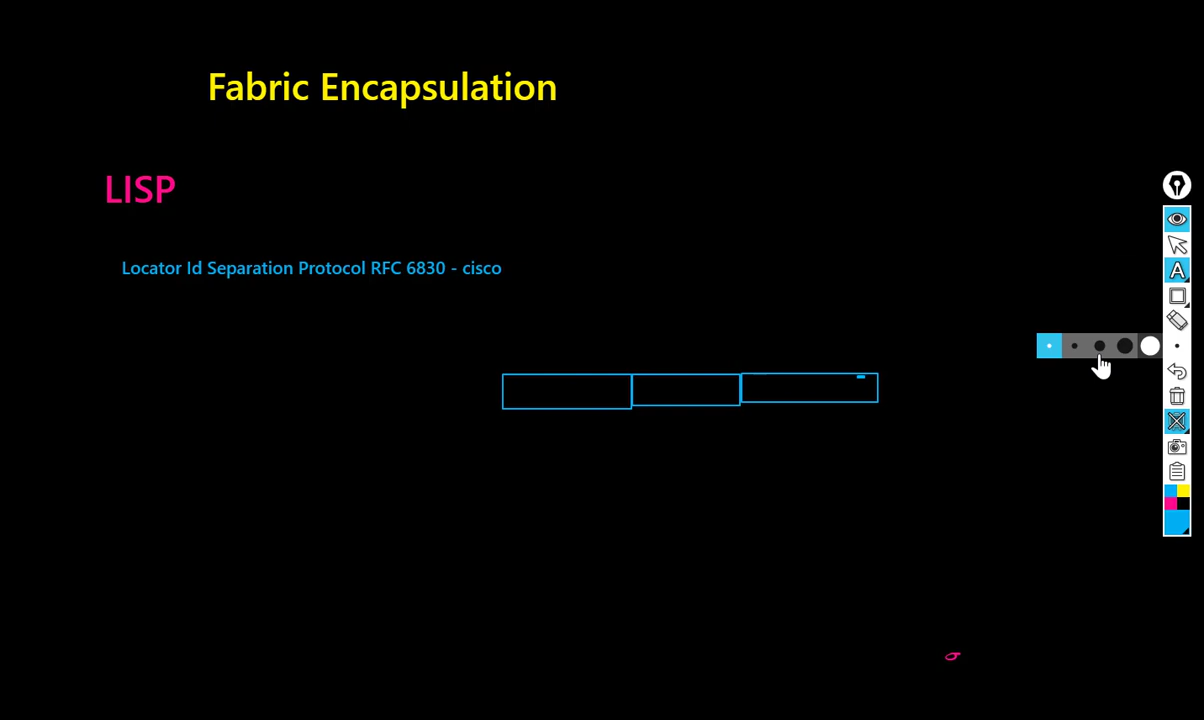 Fabric Encapsulation
LISP
Locator Id Separation Protocol RFC 6830 - cisco
A